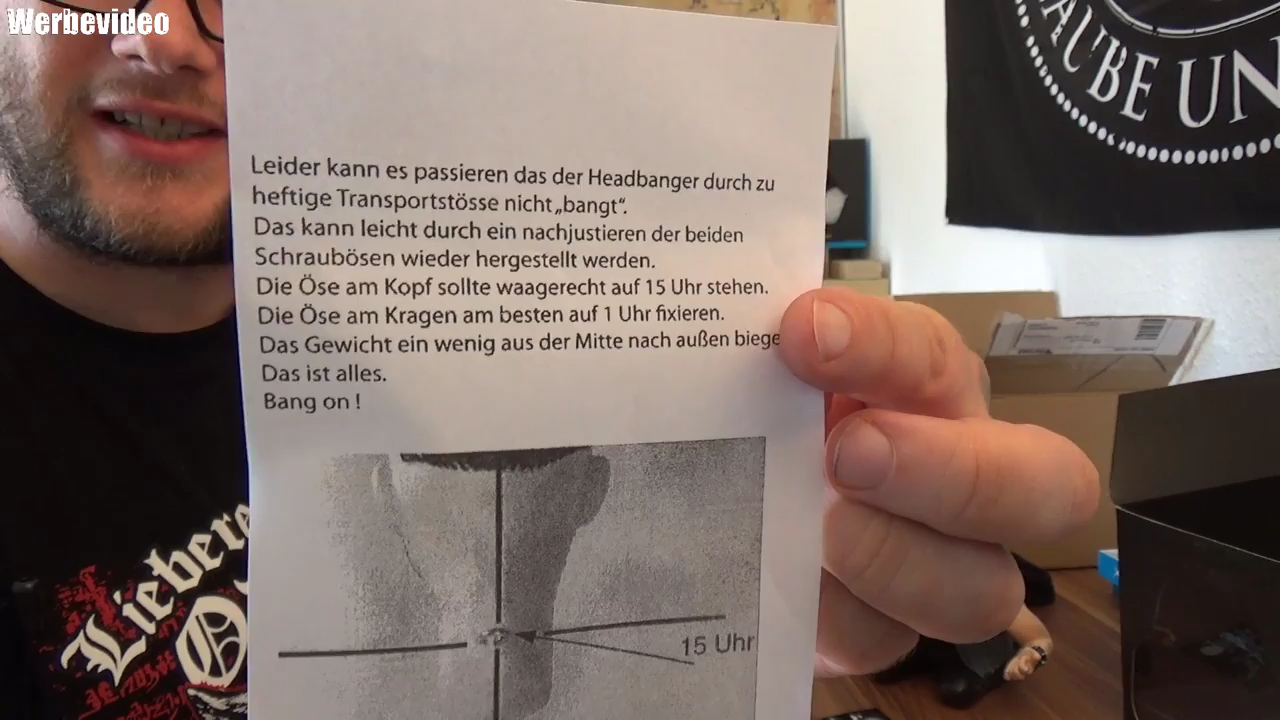 Werbevideo
AUBE UN
Leider kann es passieren das der Headbanger durch zu
heftige Transportstösse nicht „bangt“.
Das kann leicht durch ein nachjustieren der beiden
Schraubösen wieder hergestellt werden.
Die Öse am Kopf sollte waagerecht auf 15 Uhr stehen.
Die Öse am Kragen am besten auf 1 Uhr fixieren.
Das Gewicht ein wenig aus der Mitte nach außen biege
Das ist alles.
Bang on !
15 Uhr
Liebere